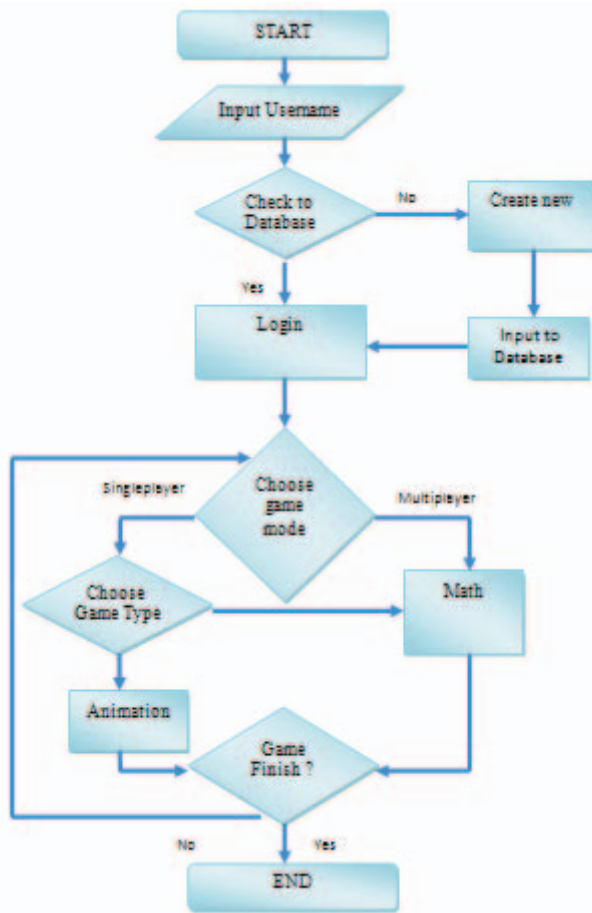 START
Input Username
Check to
Database
No
Create new
Yes
Login
Input to
Database
Singleplayer
Choose
game
mode
Multiplayer
Choose
Game Type
Math
Animation
Game
Finish ?
No
Yes
END